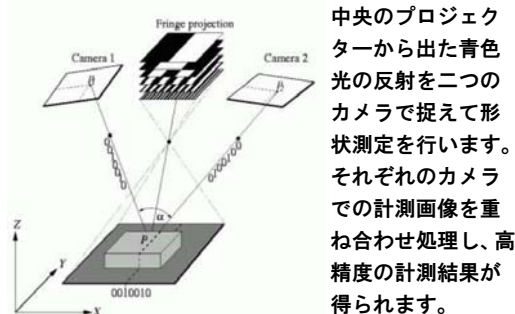 Fringe projection
Camera 1
Camera 2
P₁
P₂
0100100
α
P
Z
Y
X
0010010
中央のプロジェク
ターから出た青色
光の反射を二つの
カメラで捉えて形
状測定を行います。
それぞれのカメラ
での計測画像を重
ね合わせ処理し、高
精度の計測結果が
得られます。